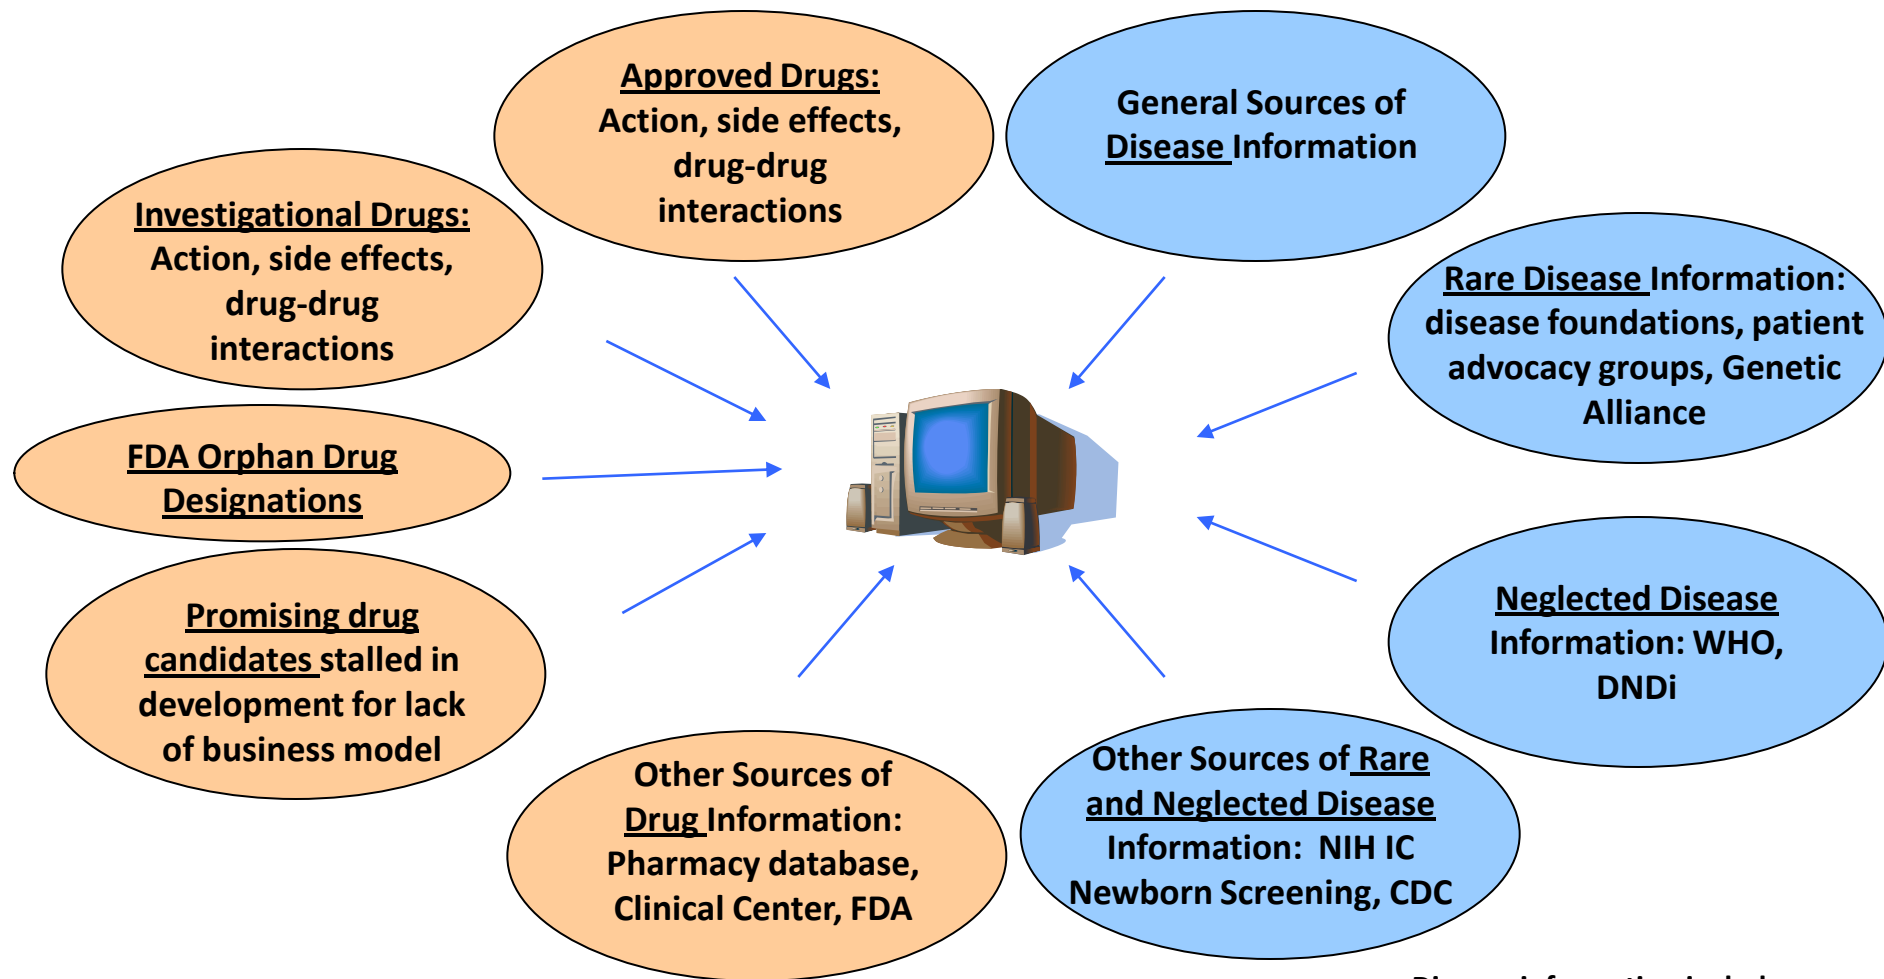 Approved Drugs:
Action, side effects,
drug-drug
interactions
General Sources of
Disease Information
Investigational Drugs:
Action, side effects,
drug-drug
interactions
Rare Disease Information:
disease foundations, patient
advocacy groups, Genetic
Alliance
FDA Orphan Drug
Designations
Neglected Disease
Information: WHO,
DNDi
Promising drug
candidates stalled in
development for lack
of business model
Other Sources of
Drug Information:
Pharmacy database,
Clinical Center, FDA
Other Sources of Rare
and Neglected Disease
Information: NIH IC
Newborn Screening, CDC